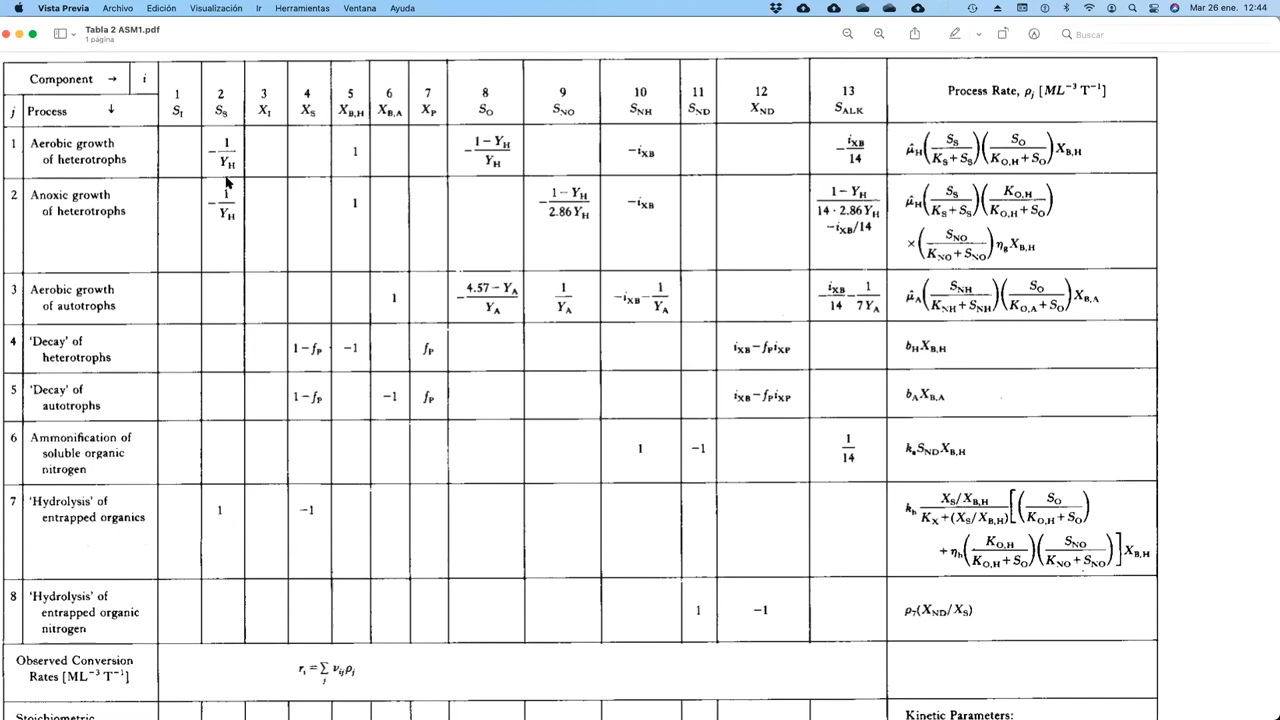 Vista Previa Archivo Edición Visualización Ir Herramientas Ventana Ayuda Mar 26 ene. 12:44
Tabla 2 ASM1.pdf
1 página
Buscar
Component → i
1 2 3 4 5 6 7 8 9 10 11 12 13
j Process ↓ S_I S_S X_I X_S X_B,H X_B,A X_P S_O S_NO S_NH S_ND X_ND S_ALK Process Rate, ρ_j [ML⁻³ T⁻¹]
1 Aerobic growth of heterotrophs −1/Y_H 1 −(1−Y_H)/Y_H −i_XB −i_XB/14 μ̂_H(S_S/(K_S+S_S))(S_O/(K_O,H+S_O))X_B,H
2 Anoxic growth of heterotrophs −1/Y_H 1 −(1−Y_H)/(2.86 Y_H) −i_XB (1−Y_H)/(14·2.86Y_H) −i_XB/14 μ̂_H(S_S/(K_S+S_S))(K_O,H/(K_O,H+S_O))
×(S_NO/(K_NO+S_NO))η_g X_B,H
3 Aerobic growth of autotrophs 1 −(4.57−Y_A)/Y_A 1/Y_A −i_XB−1/Y_A −i_XB/14−1/(7Y_A) μ̂_A(S_NH/(K_NH+S_NH))(S_O/(K_O,A+S_O))X_B,A
4 'Decay' of heterotrophs 1−f_P −1 f_P i_XB−f_P i_XP b_H X_B,H
5 'Decay' of autotrophs 1−f_P −1 f_P i_XB−f_P i_XP b_A X_B,A
6 Ammonification of soluble organic nitrogen 1 −1 1/14 k_a S_ND X_B,H
7 'Hydrolysis' of entrapped organics 1 −1 k_h (X_S/X_B,H)/(K_X+(X_S/X_B,H))[(S_O/(K_O,H+S_O))
+η_h(K_O,H/(K_O,H+S_O))(S_NO/(K_NO+S_NO))]X_B,H
8 'Hydrolysis' of entrapped organic nitrogen 1 −1 ρ_7(X_ND/X_S)
Observed Conversion
Rates [ML⁻³ T⁻¹] r_i = Σ_j ν_ij ρ_j
Stoichiometric Kinetic Parameters: